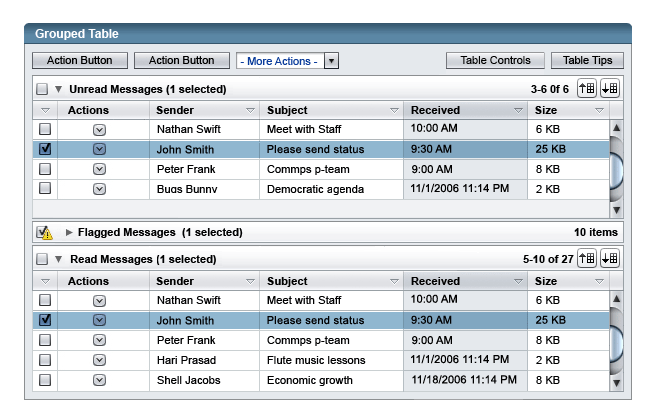 Grouped Table
Action Button Action Button - More Actions - Table Controls Table Tips
Unread Messages (1 selected) 3-6 0f 6
Actions Sender Subject Received Size
Nathan Swift Meet with Staff 10:00 AM 6 KB
John Smith Please send status 9:30 AM 25 KB
Peter Frank Commps p-team 9:00 AM 8 KB
Bugs Bunny Democratic agenda 11/1/2006 11:14 PM 2 KB
Flagged Messages (1 selected) 10 items
Read Messages (1 selected) 5-10 of 27
Actions Sender Subject Received Size
Nathan Swift Meet with Staff 10:00 AM 6 KB
John Smith Please send status 9:30 AM 25 KB
Peter Frank Commps p-team 9:00 AM 8 KB
Hari Prasad Flute music lessons 11/1/2006 11:14 PM 2 KB
Shell Jacobs Economic growth 11/18/2006 11:14 PM 8 KB